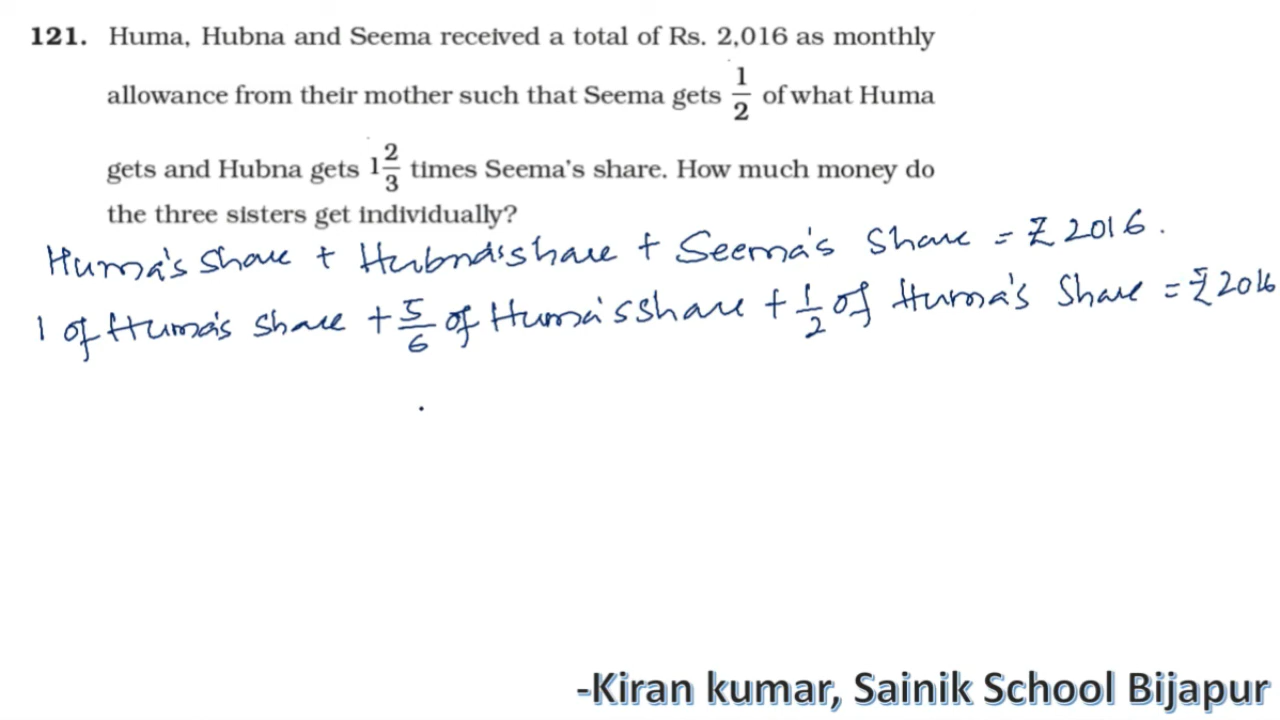 121. Huma, Hubna and Seema received a total of Rs. 2,016 as monthly
allowance from their mother such that Seema gets 1/2 of what Huma
gets and Hubna gets 1 2/3 times Seema's share. How much money do
the three sisters get individually?
Huma's share + Hubna's share + Seema's Share = ₹ 2016.
1 of Huma's share + 5/6 of Huma's share + 1/2 of Huma's Share = ₹ 2016
-Kiran kumar, Sainik School Bijapur